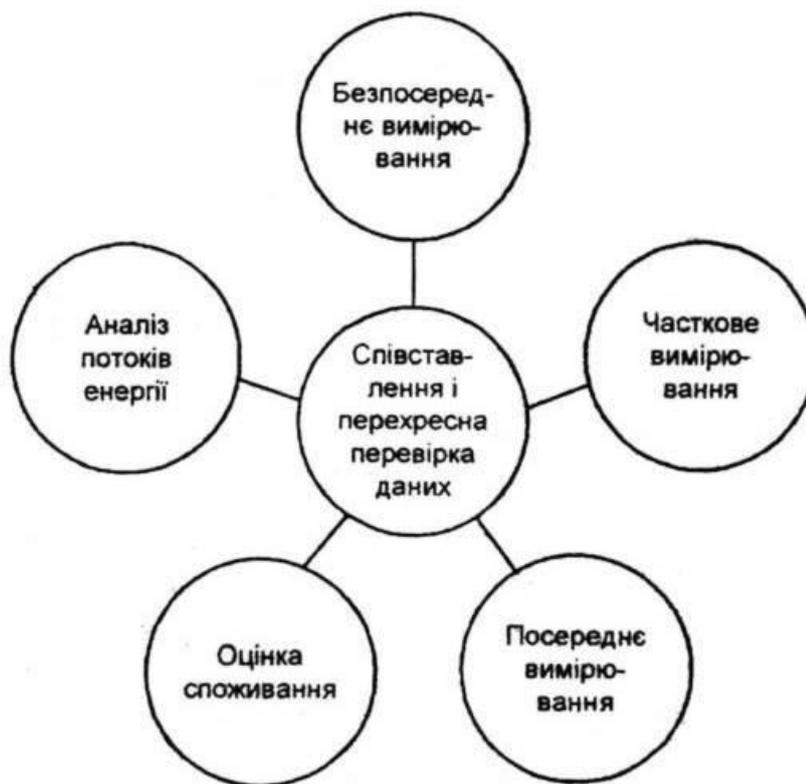 Безпосеред-
нє вимірю-
вання
Аналіз
потоків
енергії
Співстав-
лення і
перехресна
перевірка
даних
Часткове
вимірю-
вання
Оцінка
споживання
Посереднє
вимірю-
вання